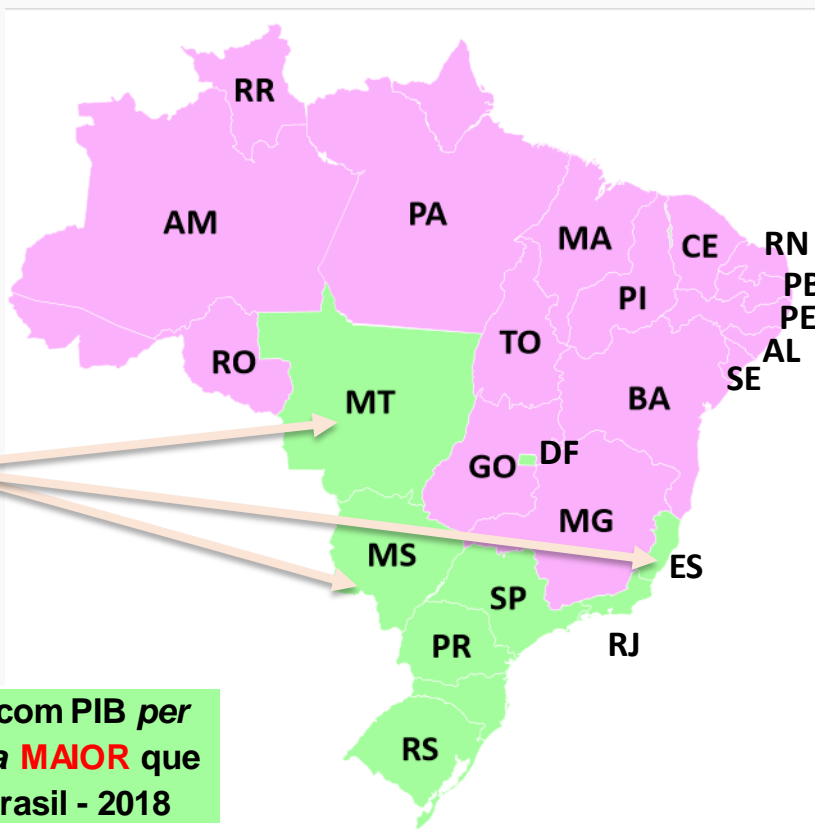 RR
AM
PA
MA
CE
RN
PB
PI
PE
TO
AL
RO
SE
MT
BA
DF
GO
MG
MS
ES
SP
PR
RJ
com PIB per
a MAIOR que
rasil - 2018
RS